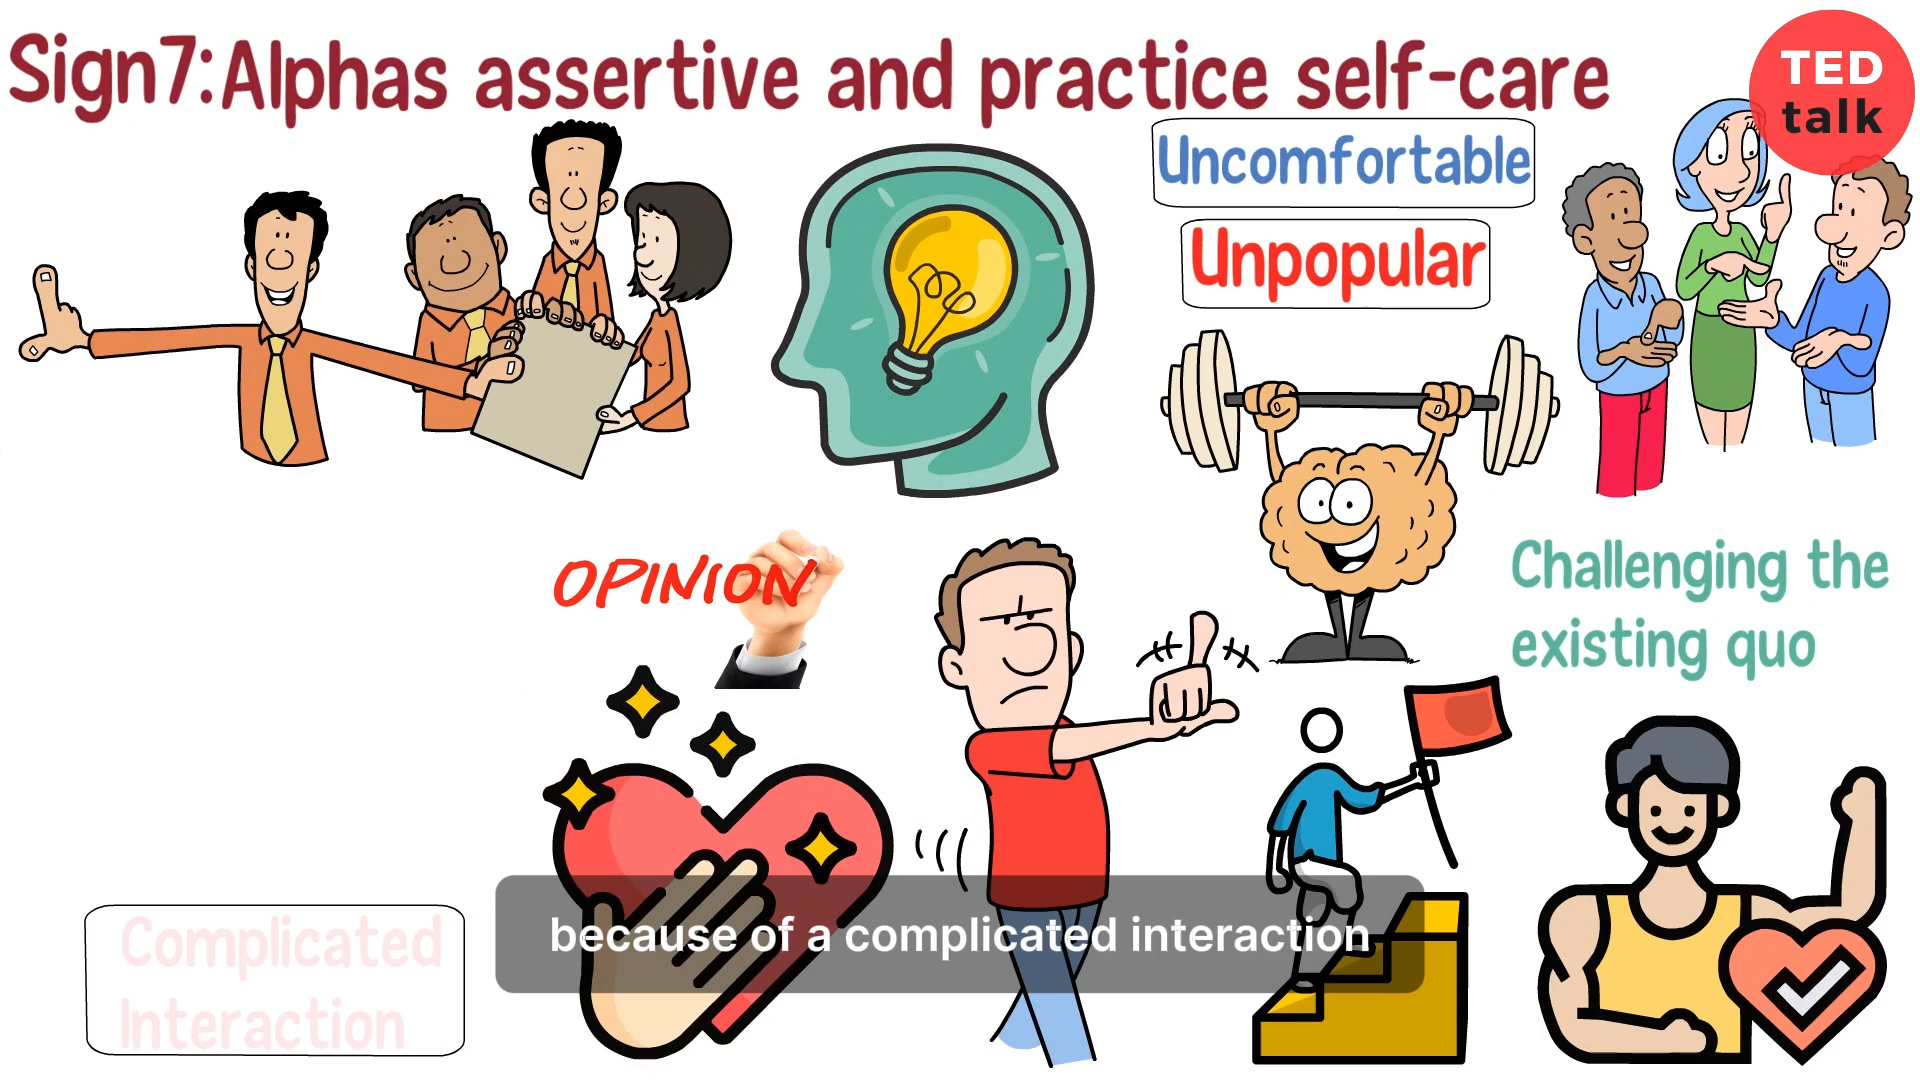 Sign7:Alphas assertive and practice self-care
TED
talk
Uncomfortable
Unpopular
OPINION
Challenging the
existing quo
Complicated
Interaction
because of a complicated interaction